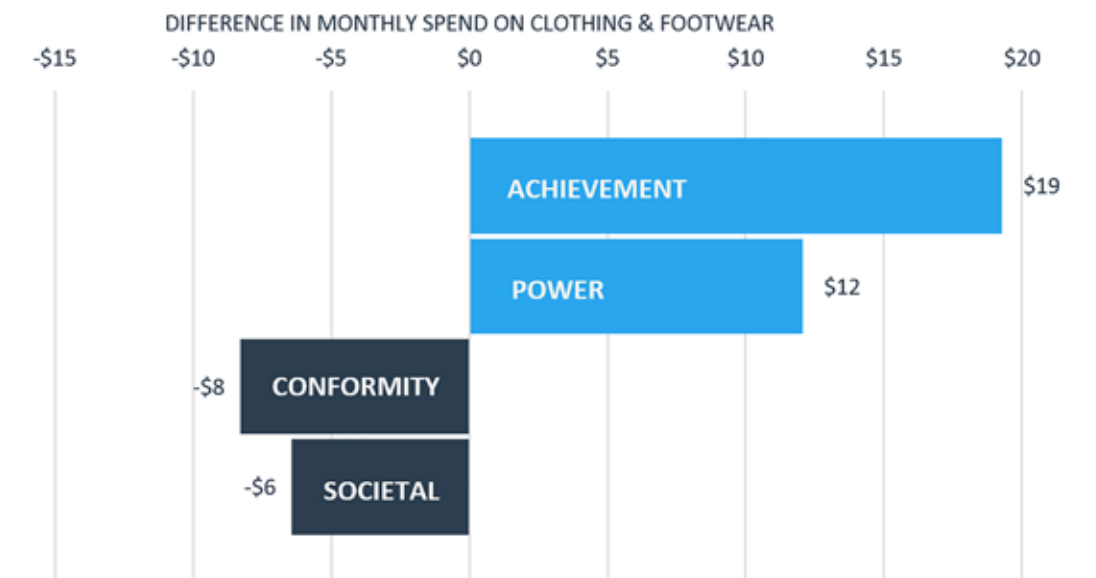 DIFFERENCE IN MONTHLY SPEND ON CLOTHING & FOOTWEAR
-$15 -$10 -$5 $0 $5 $10 $15 $20
ACHIEVEMENT $19
POWER $12
-$8 CONFORMITY
-$6 SOCIETAL